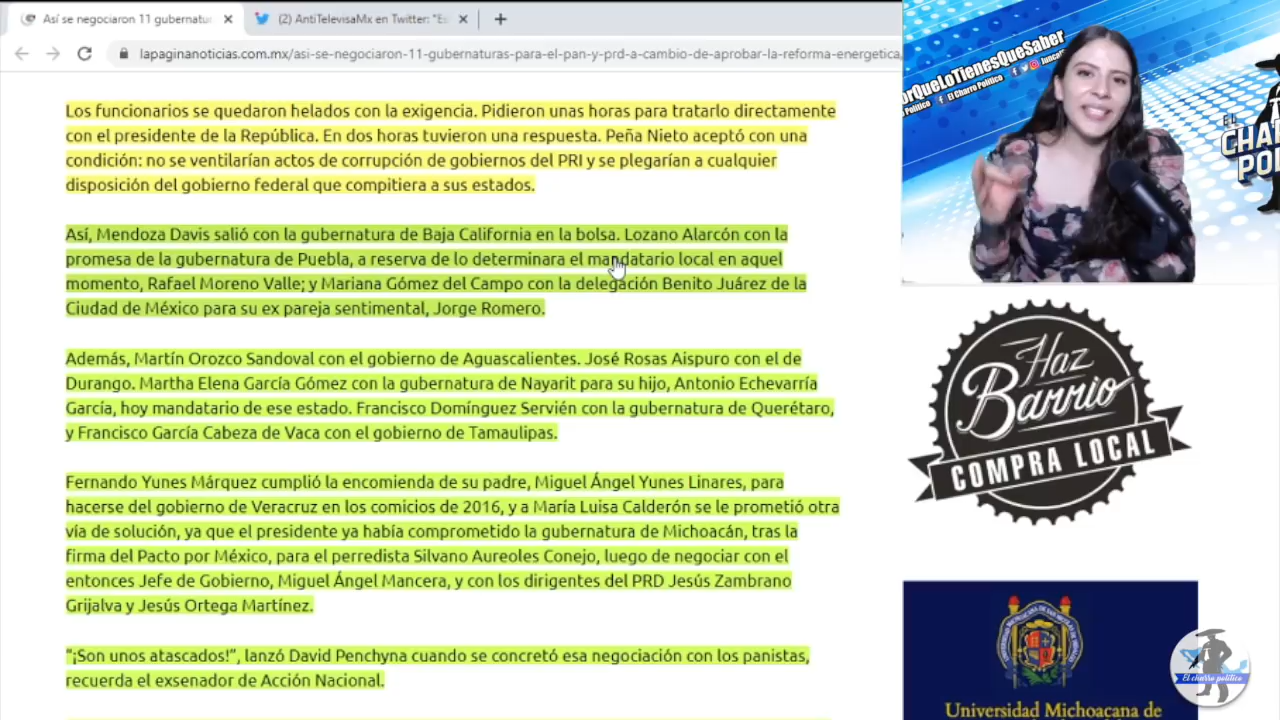 Así se negociaron 11 gubernatur
(2) AntiTelevisaMx en Twitter: "Es
lapaginanoticias.com.mx/asi-se-negociaron-11-gubernaturas-para-el-pan-y-prd-a-cambio-de-aprobar-la-reforma-energetica,
Los funcionarios se quedaron helados con la exigencia. Pidieron unas horas para tratarlo directamente
con el presidente de la República. En dos horas tuvieron una respuesta. Peña Nieto aceptó con una
condición: no se ventilarían actos de corrupción de gobiernos del PRI y se plegarían a cualquier
disposición del gobierno federal que compitiera a sus estados.
Así, Mendoza Davis salió con la gubernatura de Baja California en la bolsa. Lozano Alarcón con la
promesa de la gubernatura de Puebla, a reserva de lo determinara el mandatario local en aquel
momento, Rafael Moreno Valle; y Mariana Gómez del Campo con la delegación Benito Juárez de la
Ciudad de México para su ex pareja sentimental, Jorge Romero.
Además, Martín Orozco Sandoval con el gobierno de Aguascalientes. José Rosas Aispuro con el de
Durango. Martha Elena García Gómez con la gubernatura de Nayarit para su hijo, Antonio Echevarría
García, hoy mandatario de ese estado. Francisco Domínguez Servién con la gubernatura de Querétaro,
y Francisco García Cabeza de Vaca con el gobierno de Tamaulipas.
Fernando Yunes Márquez cumplió la encomienda de su padre, Miguel Ángel Yunes Linares, para
hacerse del gobierno de Veracruz en los comicios de 2016, y a María Luisa Calderón se le prometió otra
vía de solución, ya que el presidente ya había comprometido la gubernatura de Michoacán, tras la
firma del Pacto por México, para el perredista Silvano Aureoles Conejo, luego de negociar con el
entonces Jefe de Gobierno, Miguel Ángel Mancera, y con los dirigentes del PRD Jesús Zambrano
Grijalva y Jesús Ortega Martínez.
"¡Son unos atascados!", lanzó David Penchyna cuando se concretó esa negociación con los panistas,
recuerda el exsenador de Acción Nacional.
orQueLoTienesQueSaber
Político
El Charro Político
EL
CHA
POL
Haz
Barrio
COMPRA LOCAL
Universidad Michoacana de
El charro político